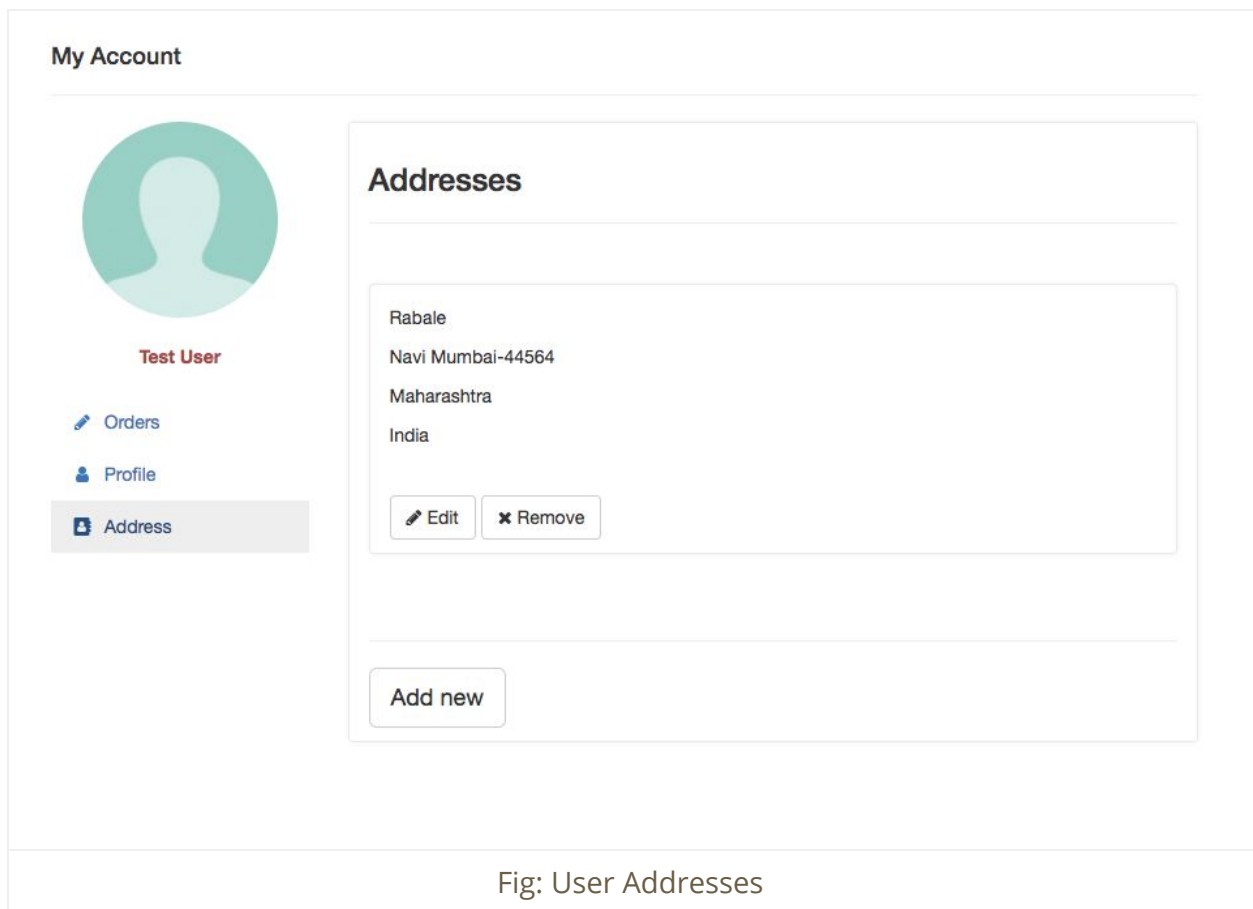 My Account
Test User
Orders
Profile
Address
Addresses
Rabale
Navi Mumbai-44564
Maharashtra
India
Edit
Remove
Add new
Fig: User Addresses